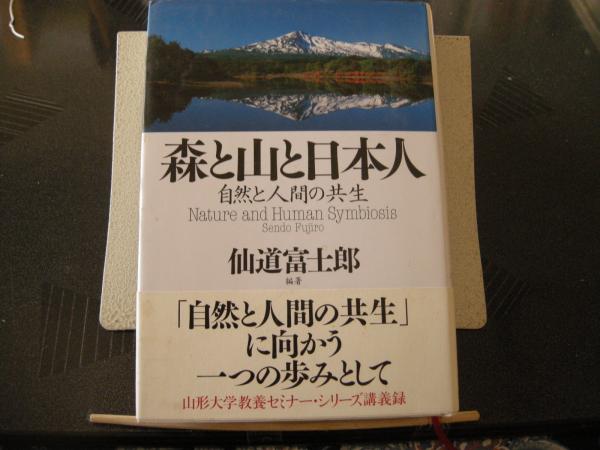 森と山と日本人
自然と人間の共生
Nature and Human Symbiosis
Sendo Fujiro
仙道富士郎
編著
「自然と人間の共生」
に向かう
一つの歩みとして
山形大学教養セミナー・シリーズ講義録